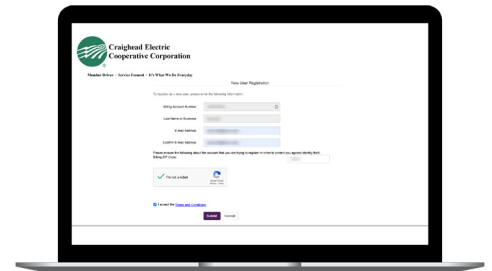 Craighead Electric
Cooperative Corporation
Member Driven - Service Focused - It's What We Do Everyday
New User Registration
To register as a new user, please enter the following information.
Billing Account Number
Last Name or Business
E-mail Address
Confirm E-mail Address
Please answer the following about the account that you are trying to register in order to protect you against identity theft.
Billing ZIP Code:
I'm not a robot
I accept the Terms and Conditions
Submit
Cancel